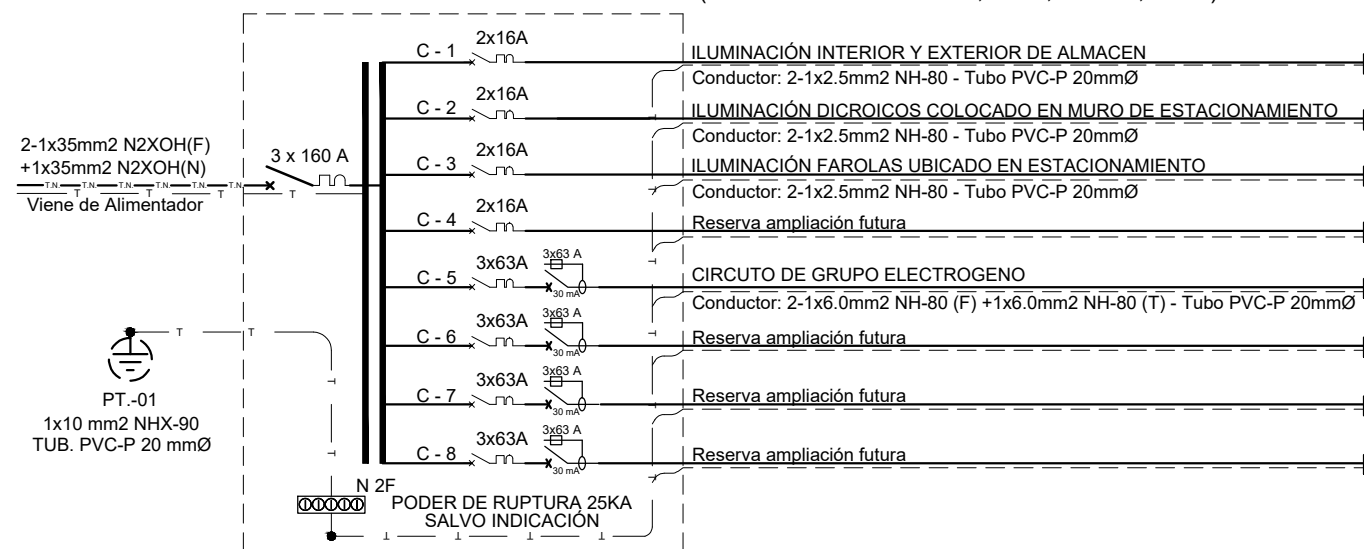 C - 1
2x16A
ILUMINACIÓN INTERIOR Y EXTERIOR DE ALMACEN
Conductor: 2-1x2.5mm2 NH-80 - Tubo PVC-P 20mmØ
C - 2
2x16A
ILUMINACIÓN DICROICOS COLOCADO EN MURO DE ESTACIONAMIENTO
Conductor: 2-1x2.5mm2 NH-80 - Tubo PVC-P 20mmØ
2-1x35mm2 N2XOH(F)
+1x35mm2 N2XOH(N)
T.N. T.N. T.N. T.N. T.N. T.N.
T T T T
Viene de Alimentador
3 x 160 A
T
C - 3
2x16A
ILUMINACIÓN FAROLAS UBICADO EN ESTACIONAMIENTO
Conductor: 2-1x2.5mm2 NH-80 - Tubo PVC-P 20mmØ
C - 4
2x16A
Reserva ampliación futura
C - 5
3x63A
3x63 A
30 mA
CIRCUTO DE GRUPO ELECTROGENO
Conductor: 2-1x6.0mm2 NH-80 (F) +1x6.0mm2 NH-80 (T) - Tubo PVC-P 20mmØ
C - 6
3x63A
3x63 A
30 mA
Reserva ampliación futura
C - 7
3x63A
3x63 A
30 mA
Reserva ampliación futura
C - 8
3x63A
3x63 A
30 mA
Reserva ampliación futura
T T
PT.-01
1x10 mm2 NHX-90
TUB. PVC-P 20 mmØ
N 2F
PODER DE RUPTURA 25KA
SALVO INDICACIÓN